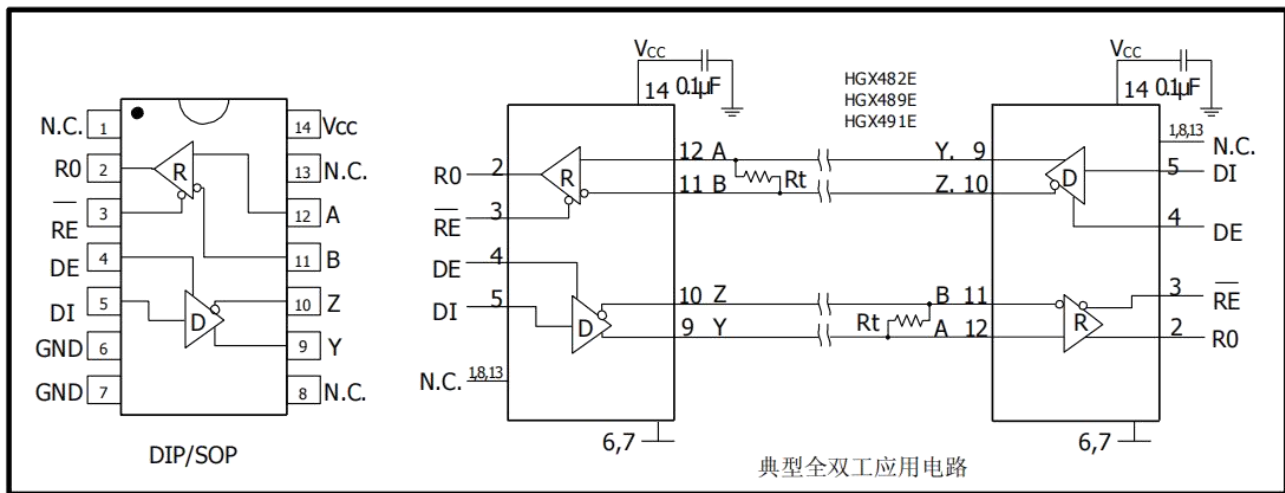 N.C. 1
R0 2
RE 3
DE 4
DI 5
GND 6
GND 7
14 Vcc
13 N.C.
12 A
11 B
10 Z
9 Y
8 N.C.
R
D
DIP/SOP
VCC
14 0.1μF
R0 2
RE 3
DE 4
DI 5
N.C. 1,8,13
R
D
12 A
11 B
Rt
10 Z
9 Y
6,7
HGX482E
HGX489E
HGX491E
VCC
14 0.1μF
Y. 9
Z. 10
B 11
Rt
A 12
D
R
1,8,13
N.C.
5 DI
4 DE
3 RE
2 R0
6,7
典型全双工应用电路